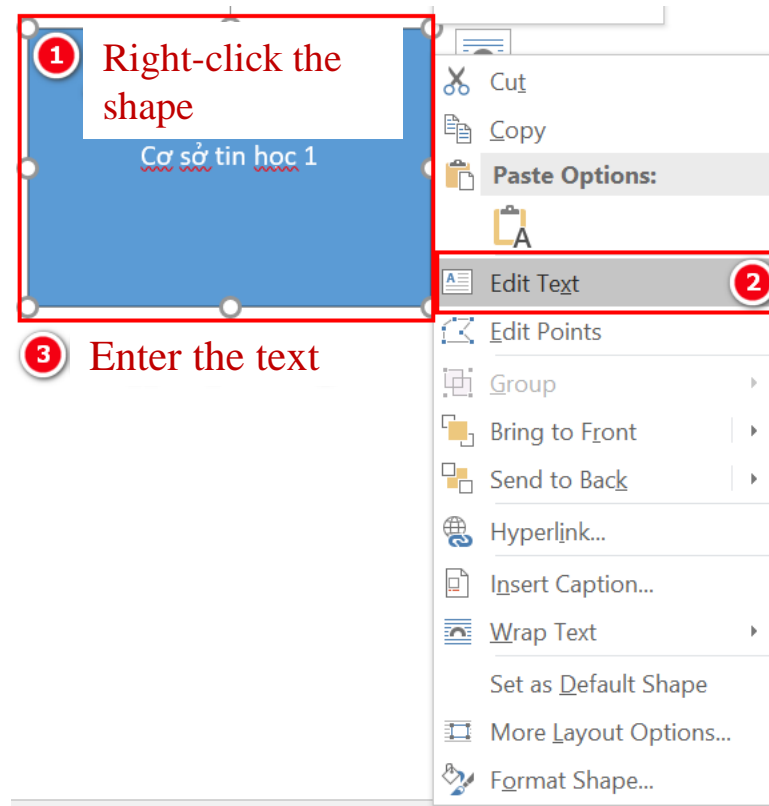 1 Right-click the
shape
Cơ sở tin học 1
3 Enter the text
Cut
Copy
Paste Options:
A
Edit Text 2
Edit Points
Group
Bring to Front
Send to Back
Hyperlink...
Insert Caption...
Wrap Text
Set as Default Shape
More Layout Options...
Format Shape...